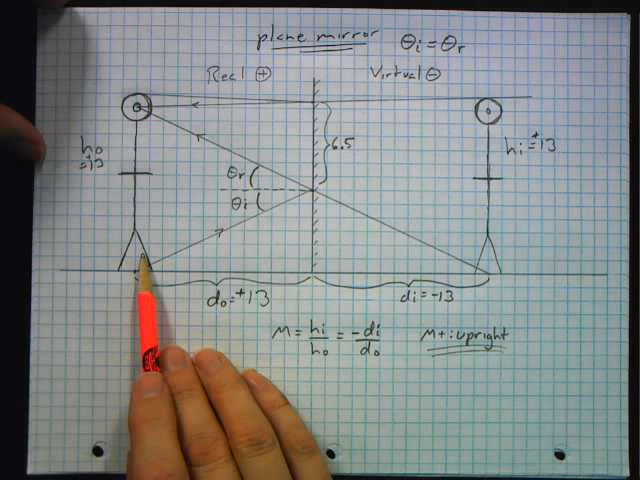 plane mirror θi = θr
Real ⊕ Virtual ⊖
ho
=+13
6.5
hi=+13
θr
θi
do=+13
di=-13
M = hi/ho = -di/do
M+: upright